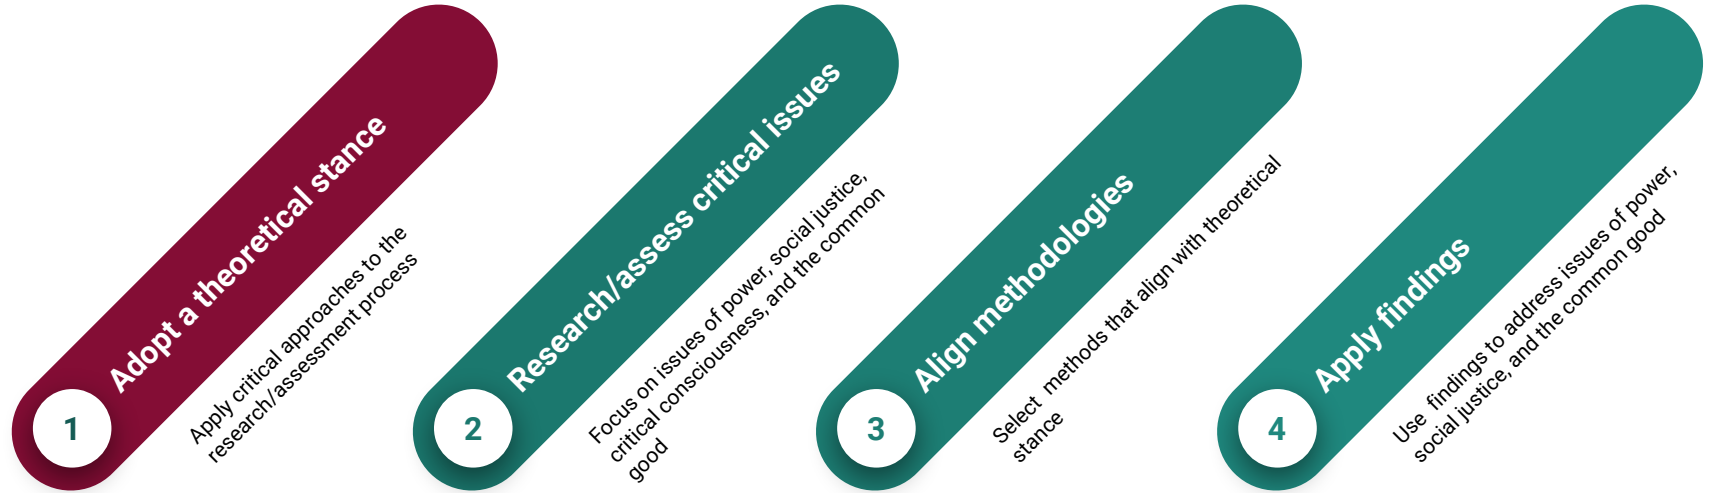 1
Adopt a theoretical stance
Apply critical approaches to the
research/assessment process
2
Research/assess critical issues
Focus on issues of power, social justice,
critical consciousness, and the common
good
3
Align methodologies
Select  methods that align with theoretical
stance
4
Apply findings
Use  findings to address issues of power,
social justice, and the common good